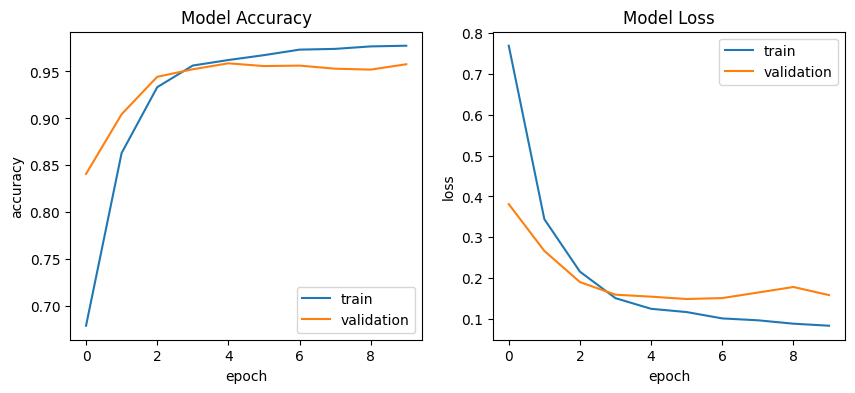 Model Accuracy
accuracy
0.95
0.90
0.85
0.80
0.75
0.70
0
2
4
6
8
epoch
train
validation
Model Loss
loss
0.8
0.7
0.6
0.5
0.4
0.3
0.2
0.1
0
2
4
6
8
epoch
train
validation